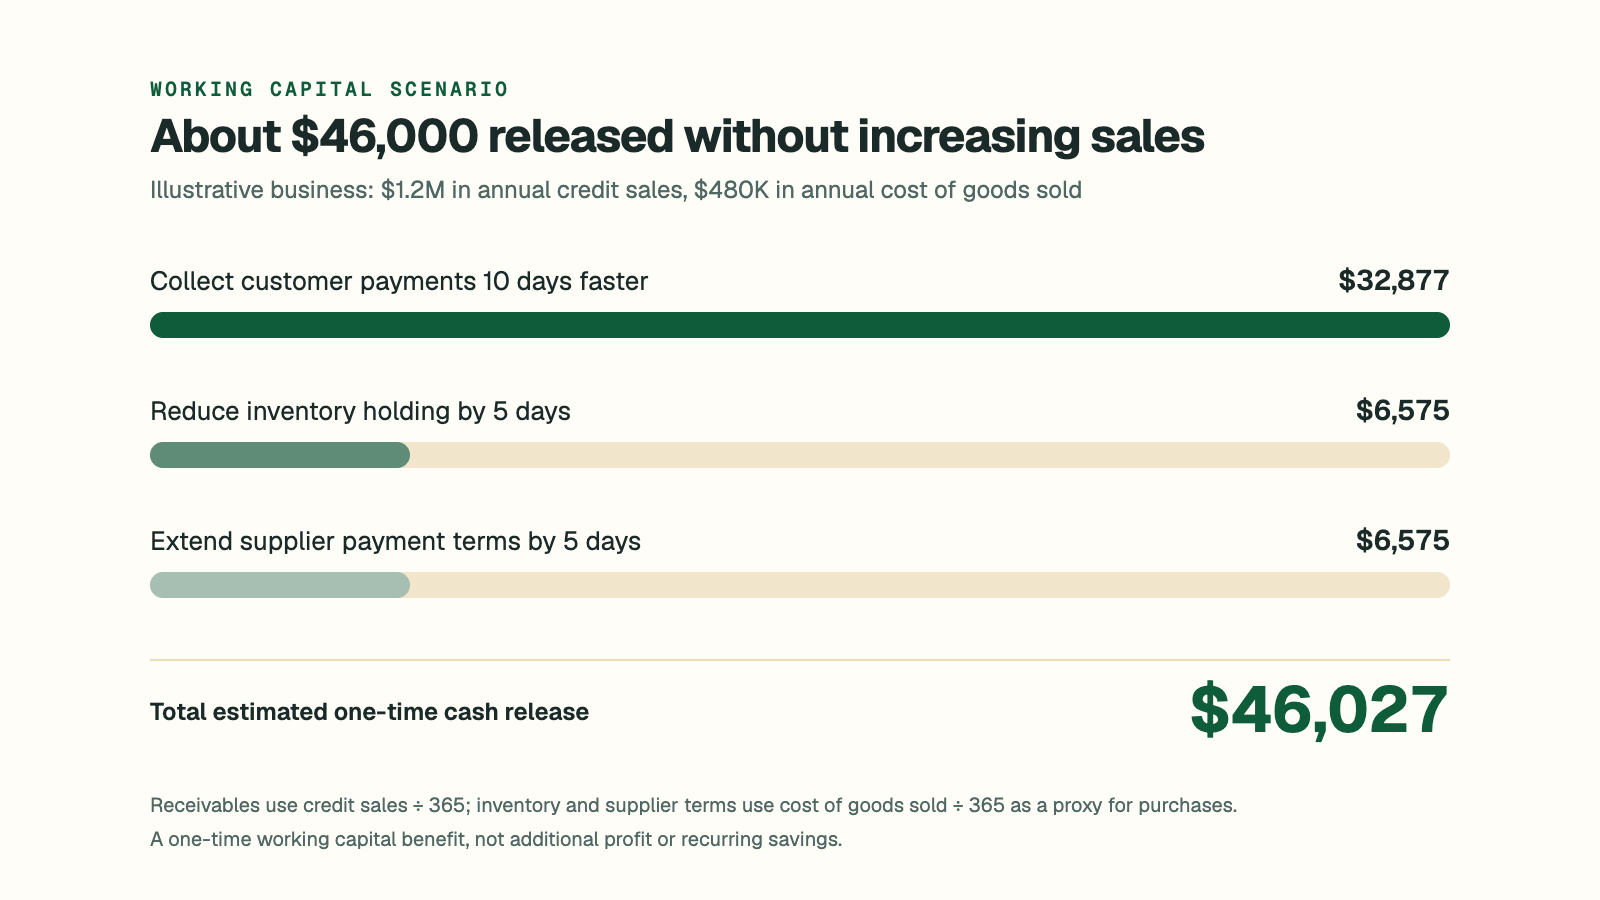 WORKING CAPITAL SCENARIO
About $46,000 released without increasing sales
Illustrative business: $1.2M in annual credit sales, $480K in annual cost of goods sold
Collect customer payments 10 days faster $32,877
Reduce inventory holding by 5 days $6,575
Extend supplier payment terms by 5 days $6,575
Total estimated one-time cash release $46,027
Receivables use credit sales ÷ 365; inventory and supplier terms use cost of goods sold ÷ 365 as a proxy for purchases.
A one-time working capital benefit, not additional profit or recurring savings.